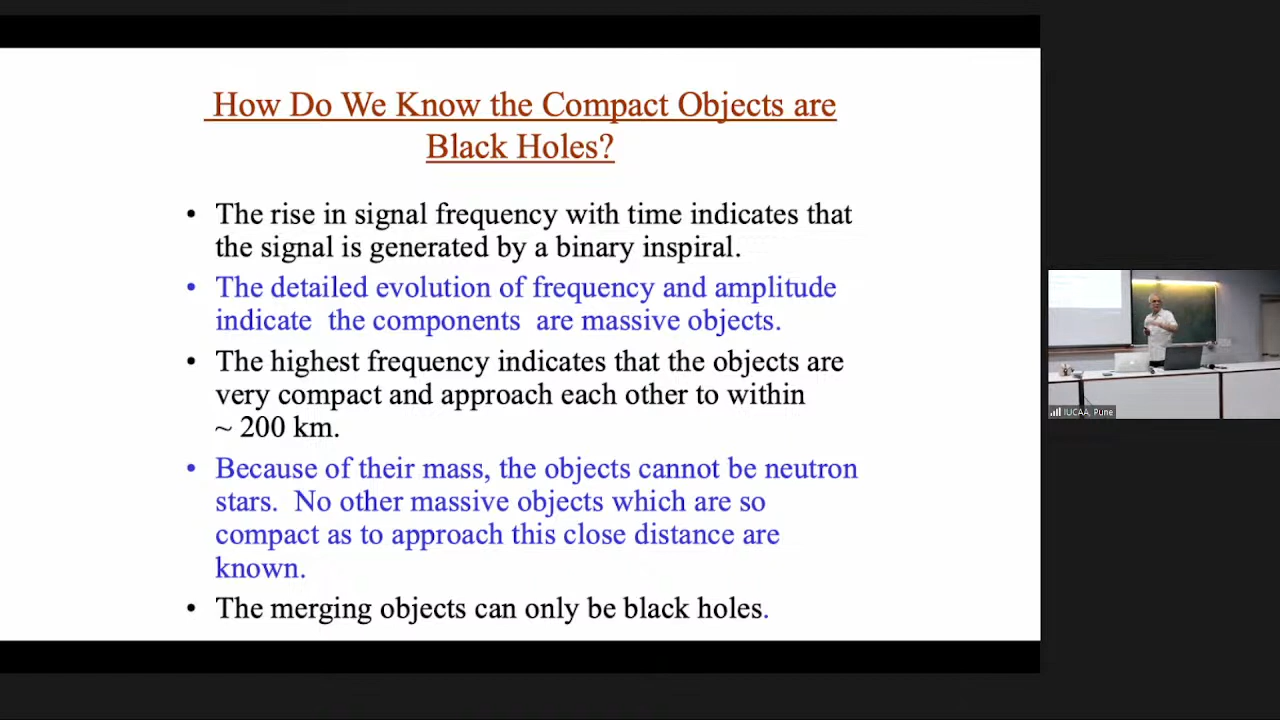 How Do We Know the Compact Objects are
Black Holes?
• The rise in signal frequency with time indicates that
the signal is generated by a binary inspiral.
• The detailed evolution of frequency and amplitude
indicate the components are massive objects.
• The highest frequency indicates that the objects are
very compact and approach each other to within
~ 200 km.
• Because of their mass, the objects cannot be neutron
stars. No other massive objects which are so
compact as to approach this close distance are
known.
• The merging objects can only be black holes.
IUCAA, Pune